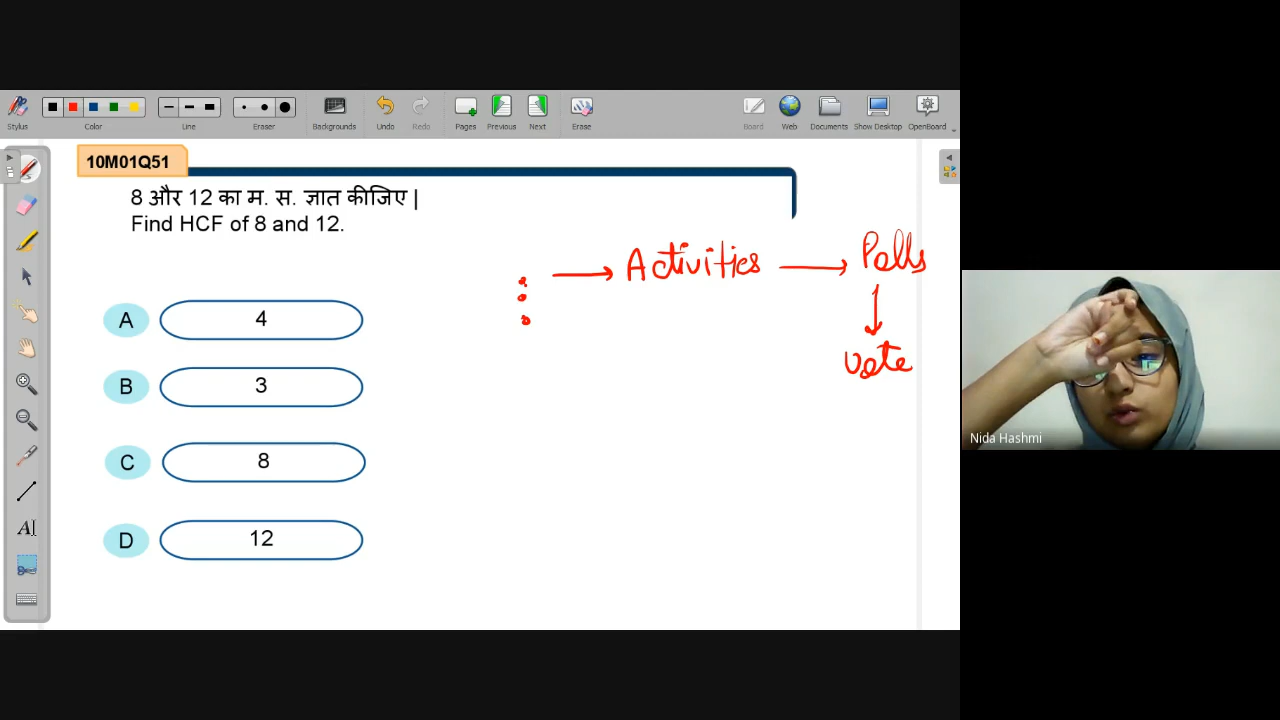 Stylus
Color
Line
Eraser
Backgrounds
Undo
Redo
Pages
Previous
Next
Erase
Board
Web
Documents
Show Desktop
OpenBoard
10M01Q51
8 और 12 का म. स. ज्ञात कीजिए |
Find HCF of 8 and 12.
→ Activities → Polls
↓
vote
A 4
B 3
C 8
D 12
Nida Hashmi